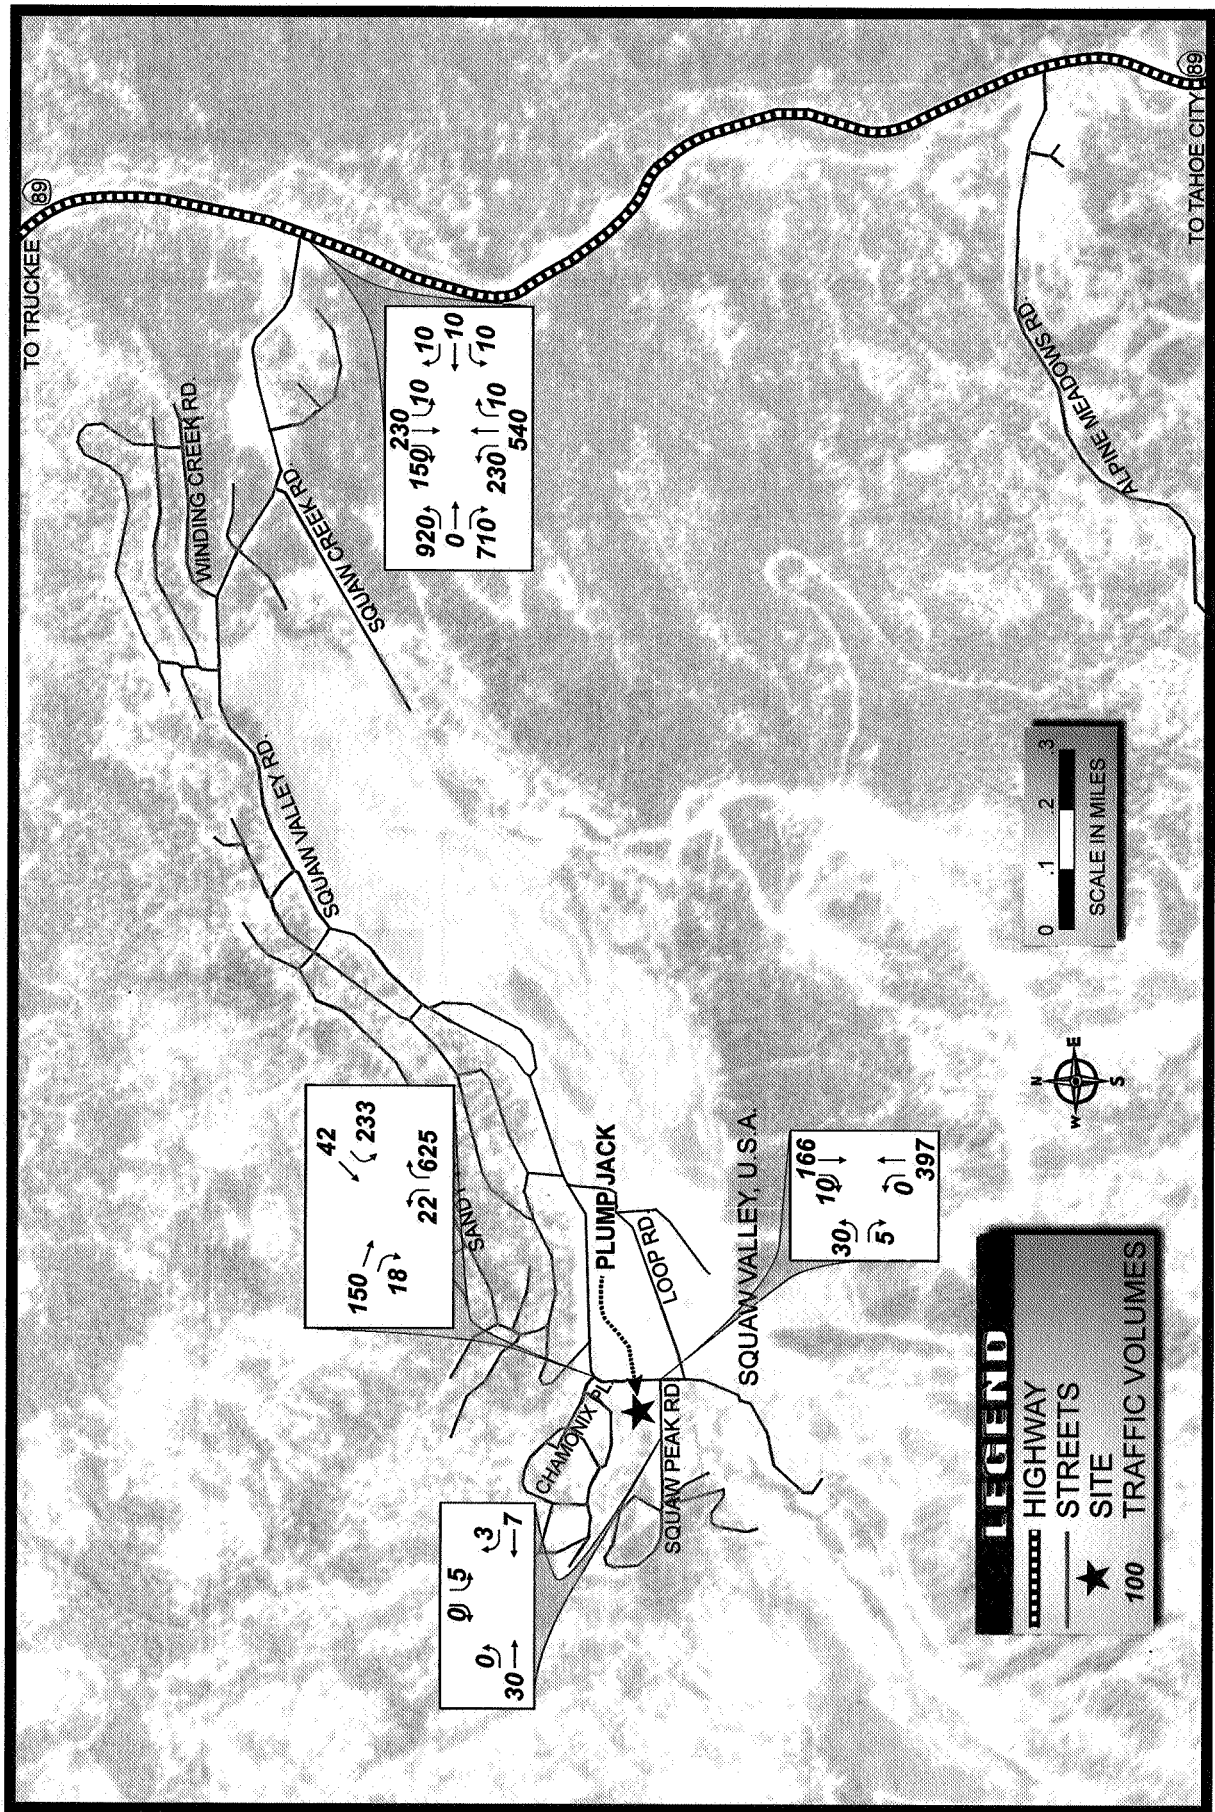 TO TRUCKEE
89
WINDING CREEK RD.
SQUAW CREEK RD.
SQUAW VALLEY RD.
920
0
710
150
230
10
230
540
10
10
10
10
89
TO TAHOE CITY
ALPINE MEADOWS RD.
42
233
150
18
22
625
SANDY
PLUMPJACK
LOOP RD.
CHAMONIX PL.
SQUAW PEAK RD
SQUAW VALLEY, U.S.A.
0
30
0
5
3
7
30
5
10
166
0
397
N
E
S
W
0 .1 .2 .3
SCALE IN MILES
LEGEND
HIGHWAY
STREETS
SITE
100 TRAFFIC VOLUMES